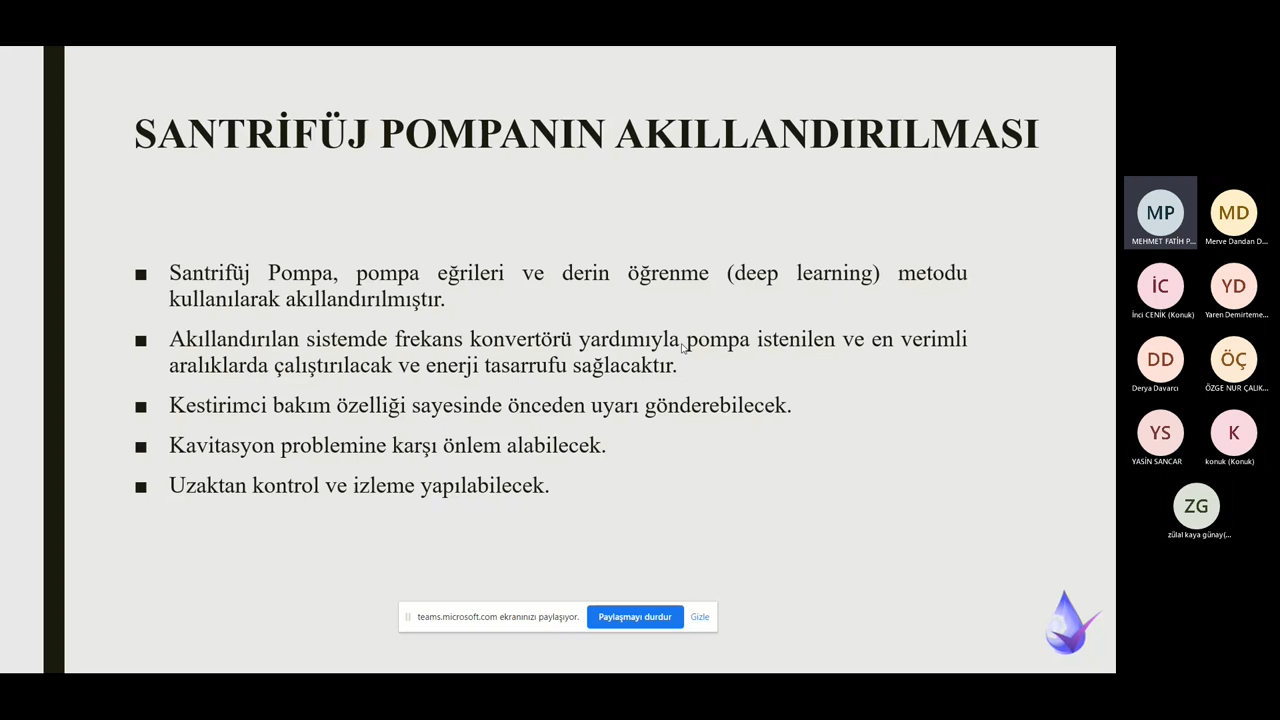 SANTRİFÜJ POMPANIN AKILLANDIRILMASI
■ Santrifüj Pompa, pompa eğrileri ve derin öğrenme (deep learning) metodu
kullanılarak akıllandırılmıştır.
■ Akıllandırılan sistemde frekans konvertörü yardımıyla pompa istenilen ve en verimli
aralıklarda çalıştırılacak ve enerji tasarrufu sağlacaktır.
■ Kestirimci bakım özelliği sayesinde önceden uyarı gönderebilecek.
■ Kavitasyon problemine karşı önlem alabilecek.
■ Uzaktan kontrol ve izleme yapılabilecek.
teams.microsoft.com ekranınızı paylaşıyor. Paylaşmayı durdur Gizle
MP MD
MEHMET FATİH P... Merve Dandan D...
İC YD
İnci CENİK (Konuk) Yaren Demirteme...
DD ÖÇ
Derya Davarcı ÖZGE NUR ÇALIK...
YS K
YASİN SANCAR konuk (Konuk)
ZG
zülal kaya günay(...